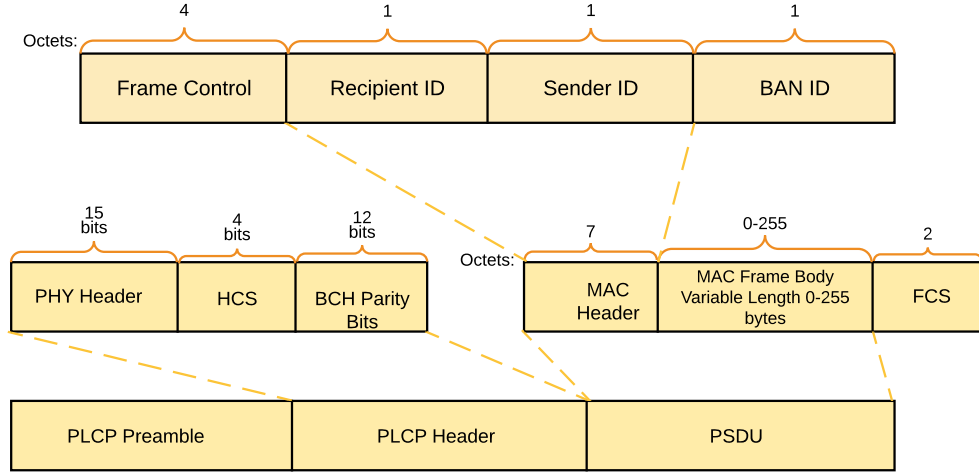 4 1 1 1
Octets:
Frame Control Recipient ID Sender ID BAN ID
15
bits
4
bits
12
bits
Octets:
7
0-255
2
PHY Header
HCS
BCH Parity
Bits
MAC
Header
MAC Frame Body
Variable Length 0-255
bytes
FCS
PLCP Preamble PLCP Header PSDU